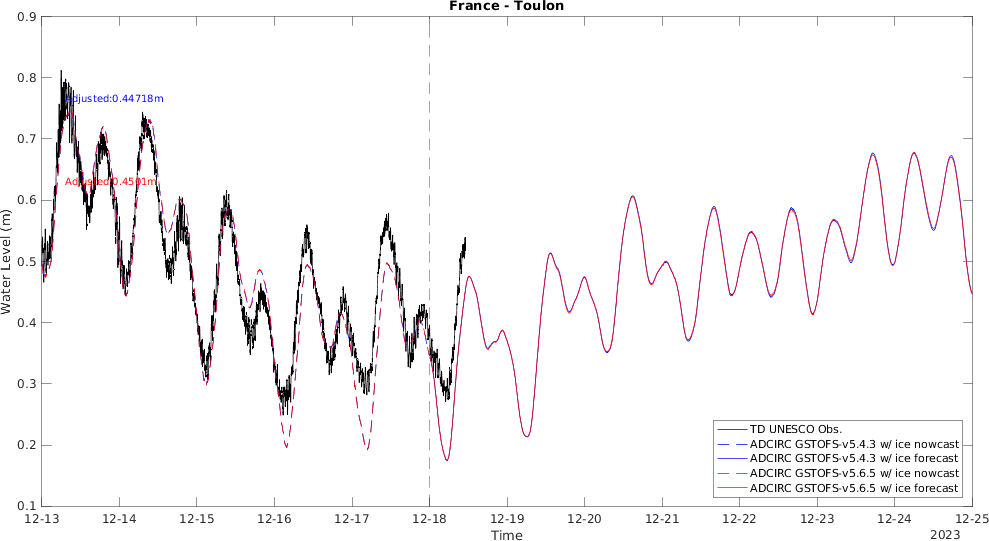 France - Toulon
0.9
0.8
0.7
0.6
0.5
0.4
0.3
0.2
0.1
Water Level (m)
Adjusted:0.44718m
Adjusted:0.4501m
TD UNESCO Obs.
ADCIRC GSTOFS-v5.4.3 w/ ice nowcast
ADCIRC GSTOFS-v5.4.3 w/ ice forecast
ADCIRC GSTOFS-v5.6.5 w/ ice nowcast
ADCIRC GSTOFS-v5.6.5 w/ ice forecast
12-13 12-14 12-15 12-16 12-17 12-18 12-19 12-20 12-21 12-22 12-23 12-24 12-25
Time
2023